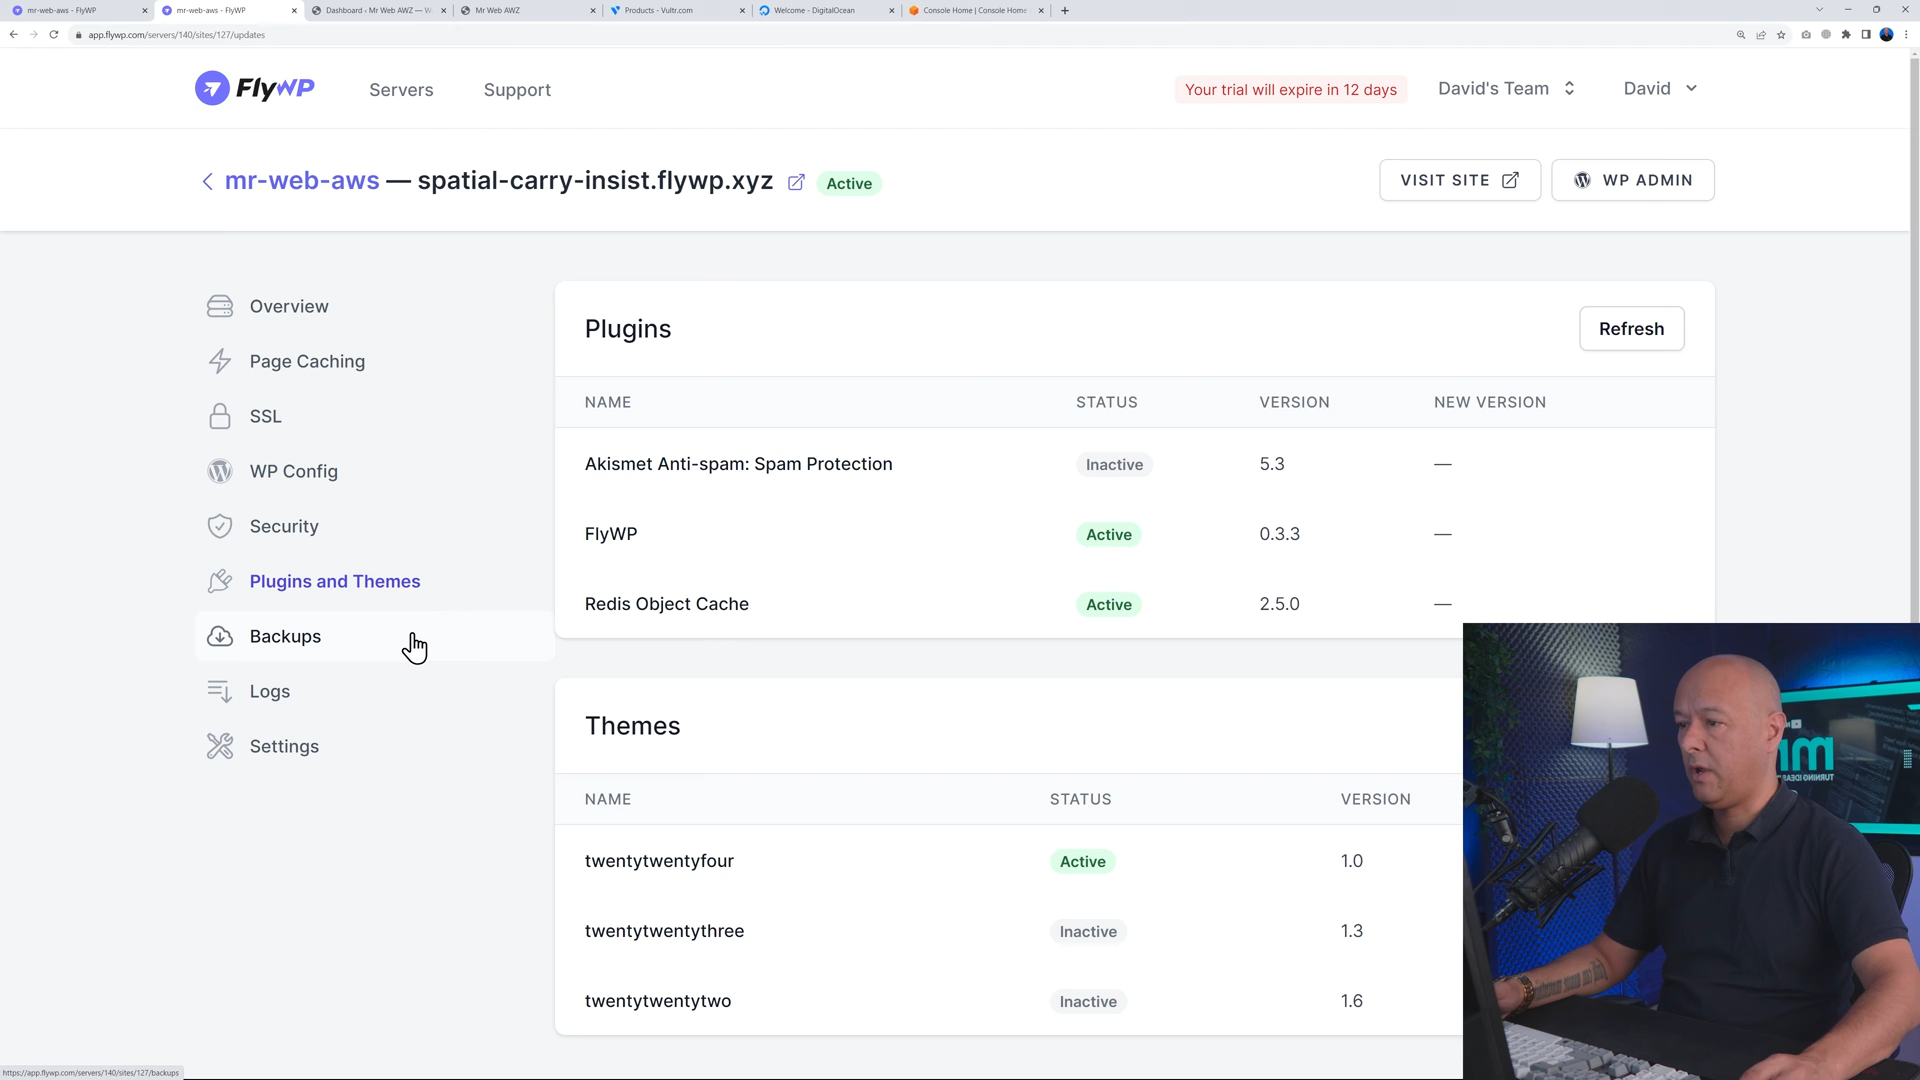 mr-web-aws - FlyWP
mr-web-aws - FlyWP
Dashboard ‹ Mr Web AWZ — W
Mr Web AWZ
Products - Vultr.com
Welcome - DigitalOcean
Console Home | Console Home
app.flywp.com/servers/140/sites/127/updates
FlyWP
Servers
Support
Your trial will expire in 12 days
David's Team
David
mr-web-aws — spatial-carry-insist.flywp.xyz
Active
VISIT SITE
WP ADMIN
Overview
Page Caching
SSL
WP Config
Security
Plugins and Themes
Backups
Logs
Settings
Plugins
Refresh
NAME STATUS VERSION NEW VERSION
Akismet Anti-spam: Spam Protection Inactive 5.3 —
FlyWP Active 0.3.3 —
Redis Object Cache Active 2.5.0 —
Themes
NAME STATUS VERSION
twentytwentyfour Active 1.0
twentytwentythree Inactive 1.3
twentytwentytwo Inactive 1.6
https://app.flywp.com/servers/140/sites/127/backups